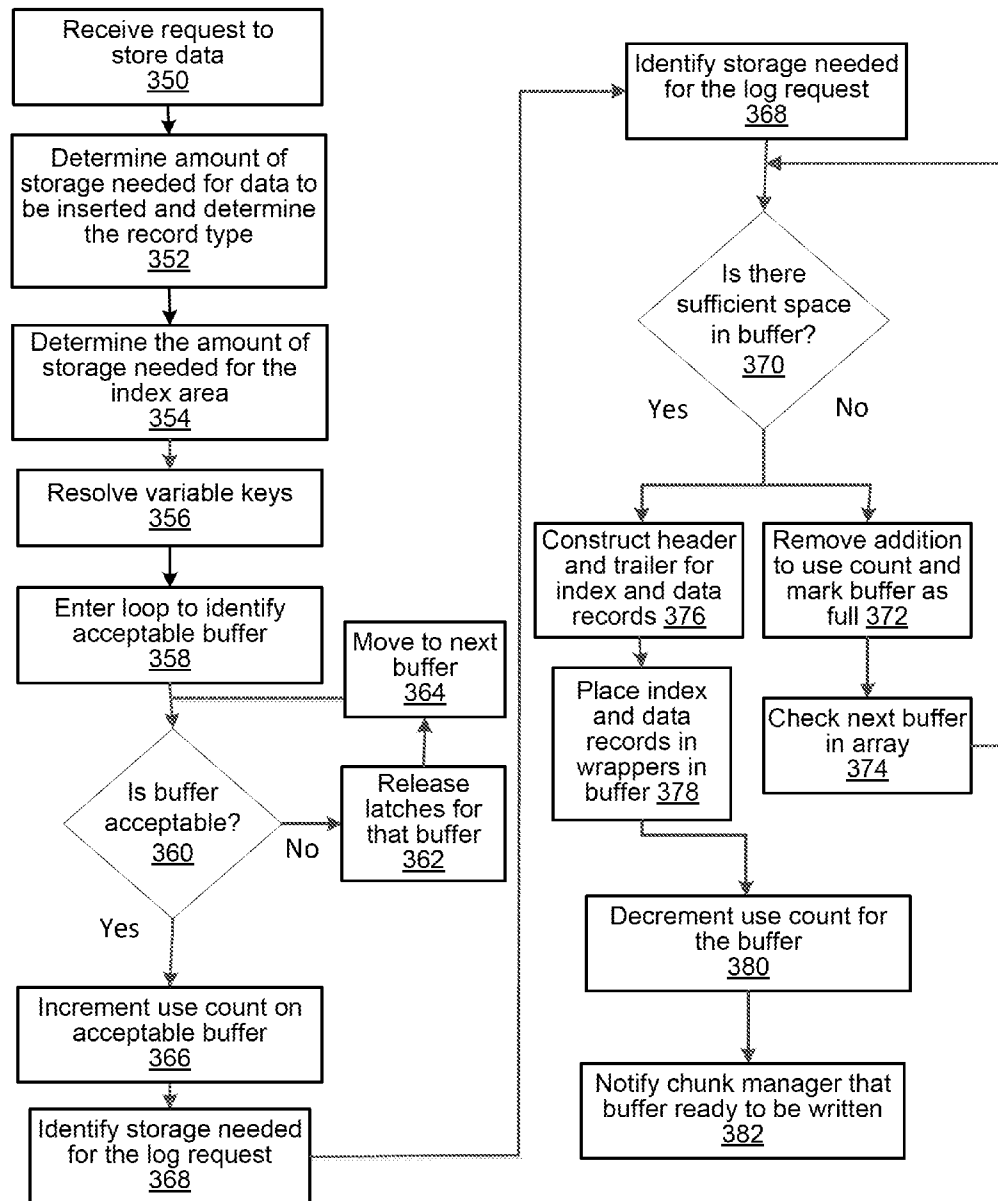 Receive request to
store data
350
Determine amount of
storage needed for data to
be inserted and determine
the record type
352
Determine the amount of
storage needed for the
index area
354
Resolve variable keys
356
Enter loop to identify
acceptable buffer
358
Move to next
buffer
364
Is buffer
acceptable?
360
No
Release
latches for
that buffer
362
Yes
Increment use count on
acceptable buffer
366
Identify storage needed
for the log request
368
Identify storage needed
for the log request
368
Is there
sufficient space
in buffer?
370
Yes
No
Construct header
and trailer for
index and data
records 376
Remove addition
to use count and
mark buffer as
full 372
Place index
and data
records in
wrappers in
buffer 378
Check next buffer
in array
374
Decrement use count for
the buffer
380
Notify chunk manager that
buffer ready to be written
382